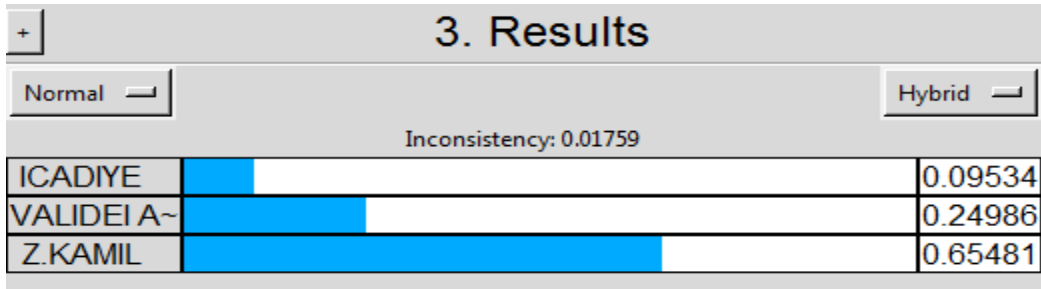 + 3. Results
Normal Hybrid
Inconsistency: 0.01759
ICADIYE 0.09534
VALIDEI A~ 0.24986
Z.KAMIL 0.65481